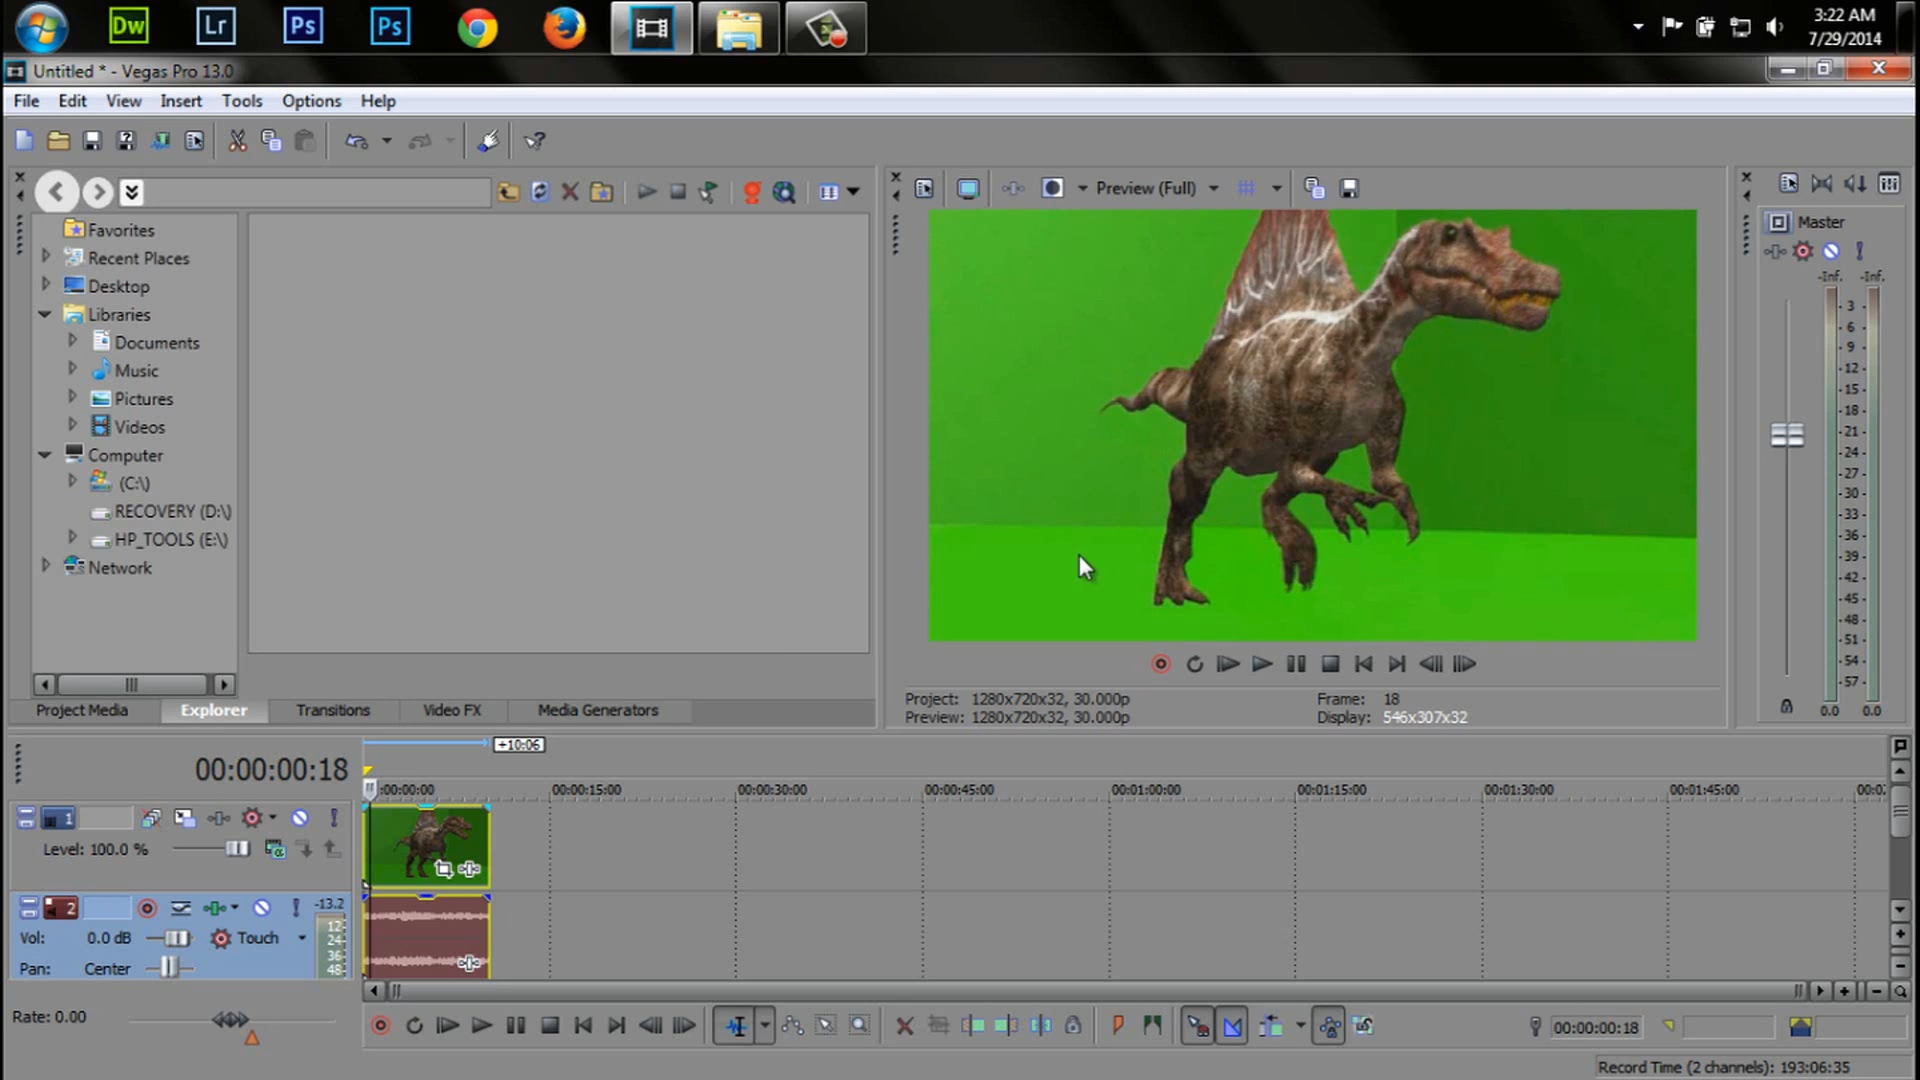 Dw
Lr
Ps
Ps
3:22 AM
7/29/2014
Untitled * - Vegas Pro 13.0
File Edit View Insert Tools Options Help
Preview (Full)
Favorites
Recent Places
Desktop
Libraries
Documents
Music
Pictures
Videos
Computer
(C:\)
RECOVERY (D:\)
HP_TOOLS (E:\)
Network
Master
-Inf. -Inf.
3
6
9
12
15
18
21
24
27
30
33
36
39
42
45
48
51
54
57
0.0 0.0
Project Media Explorer Transitions Video FX Media Generators
Project: 1280x720x32, 30.000p
Frame: 18
Preview: 1280x720x32, 30.000p
Display: 546x307x32
+10:06
00:00:00:18
:00:00:00 00:00:15:00 00:00:30:00 00:00:45:00 00:01:00:00 00:01:15:00 00:01:30:00 00:01:45:00
1
Level: 100.0 %
2
-13.2
12
24
36
48
Vol: 0.0 dB Touch
Pan: Center
Rate: 0.00
00:00:00:18
Record Time (2 channels): 193:06:35